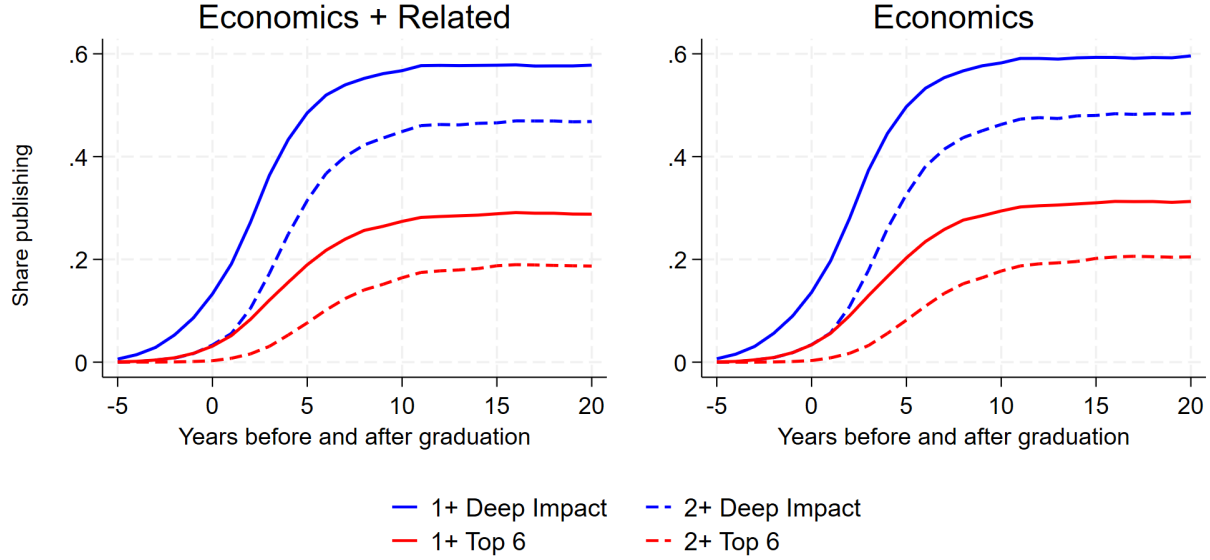 Economics + Related
Share publishing
.6
.4
.2
0
-5 0 5 10 15 20
Years before and after graduation
Economics
.6
.4
.2
0
-5 0 5 10 15 20
Years before and after graduation
1+ Deep Impact 2+ Deep Impact
1+ Top 6 2+ Top 6